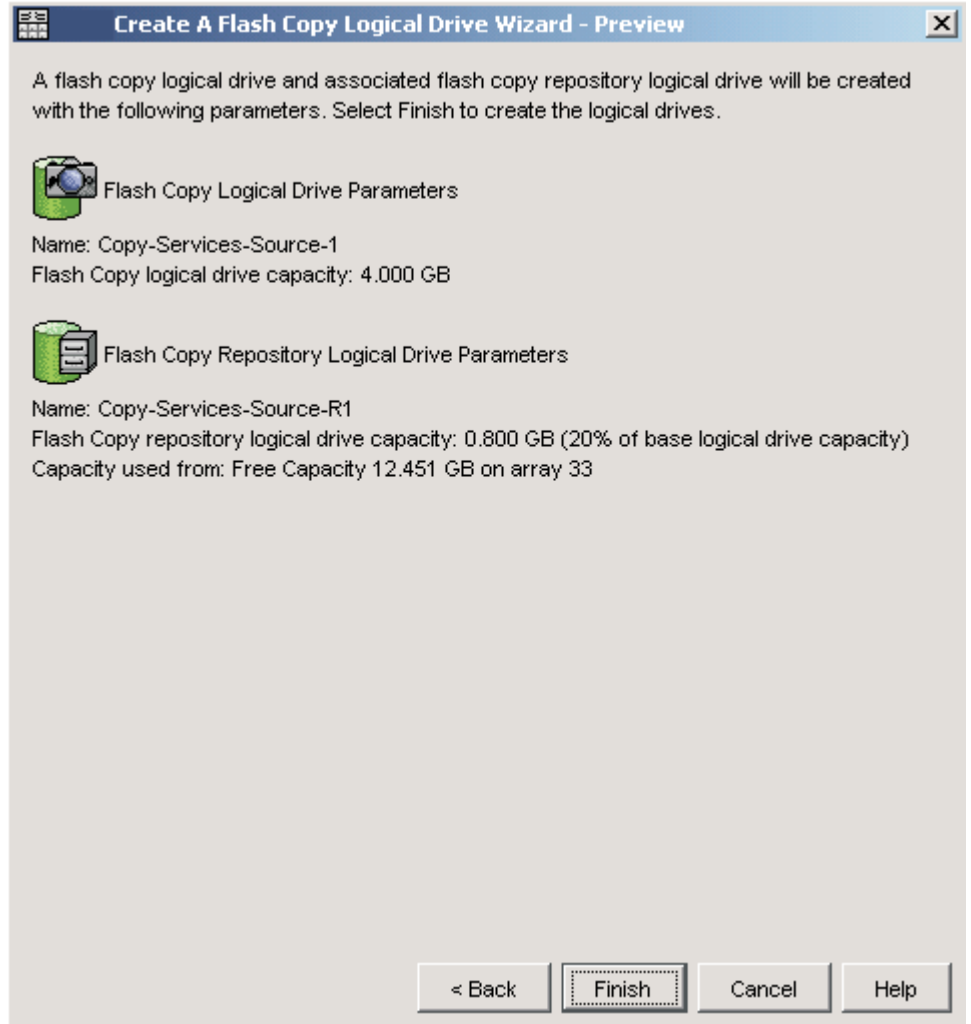 Create A Flash Copy Logical Drive Wizard - Preview
A flash copy logical drive and associated flash copy repository logical drive will be created
with the following parameters. Select Finish to create the logical drives.
Flash Copy Logical Drive Parameters
Name: Copy-Services-Source-1
Flash Copy logical drive capacity: 4.000 GB
Flash Copy Repository Logical Drive Parameters
Name: Copy-Services-Source-R1
Flash Copy repository logical drive capacity: 0.800 GB (20% of base logical drive capacity)
Capacity used from: Free Capacity 12.451 GB on array 33
< Back Finish Cancel Help